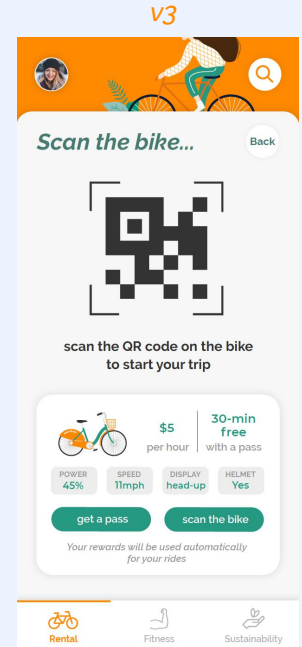 v3
Scan the bike...
Back
scan the QR code on the bike
to start your trip
$5
per hour
30-min
free
with a pass
POWER
45%
SPEED
11mph
DISPLAY
head-up
HELMET
Yes
get a pass
scan the bike
Your rewards will be used automatically
for your rides
Rental
Fitness
Sustainability